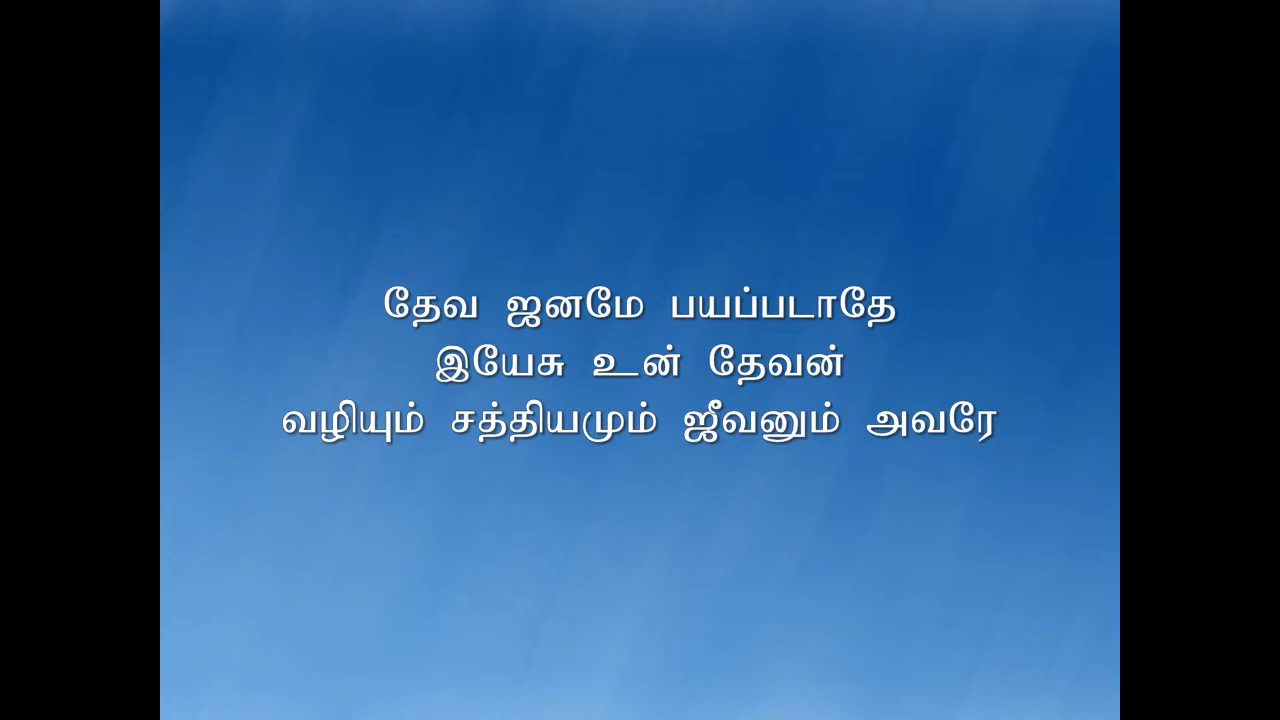 தேவ ஜனமே பயப்படாதே
இயேசு உன் தேவன்
வழியும் சத்தியமும் ஜீவனும் அவரே